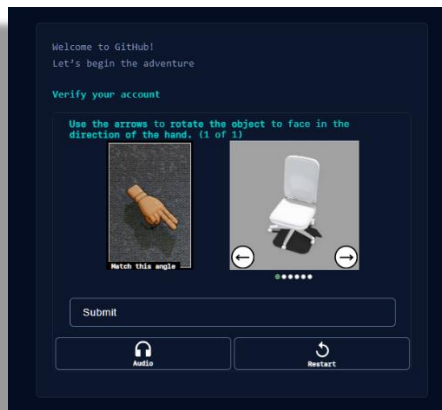 Welcome to GitHub!
Let's begin the adventure
Verify your account
Use the arrows to rotate the object to face in the
direction of the hand. (1 of 1)
Match this angle
← →
Submit
Audio
Restart